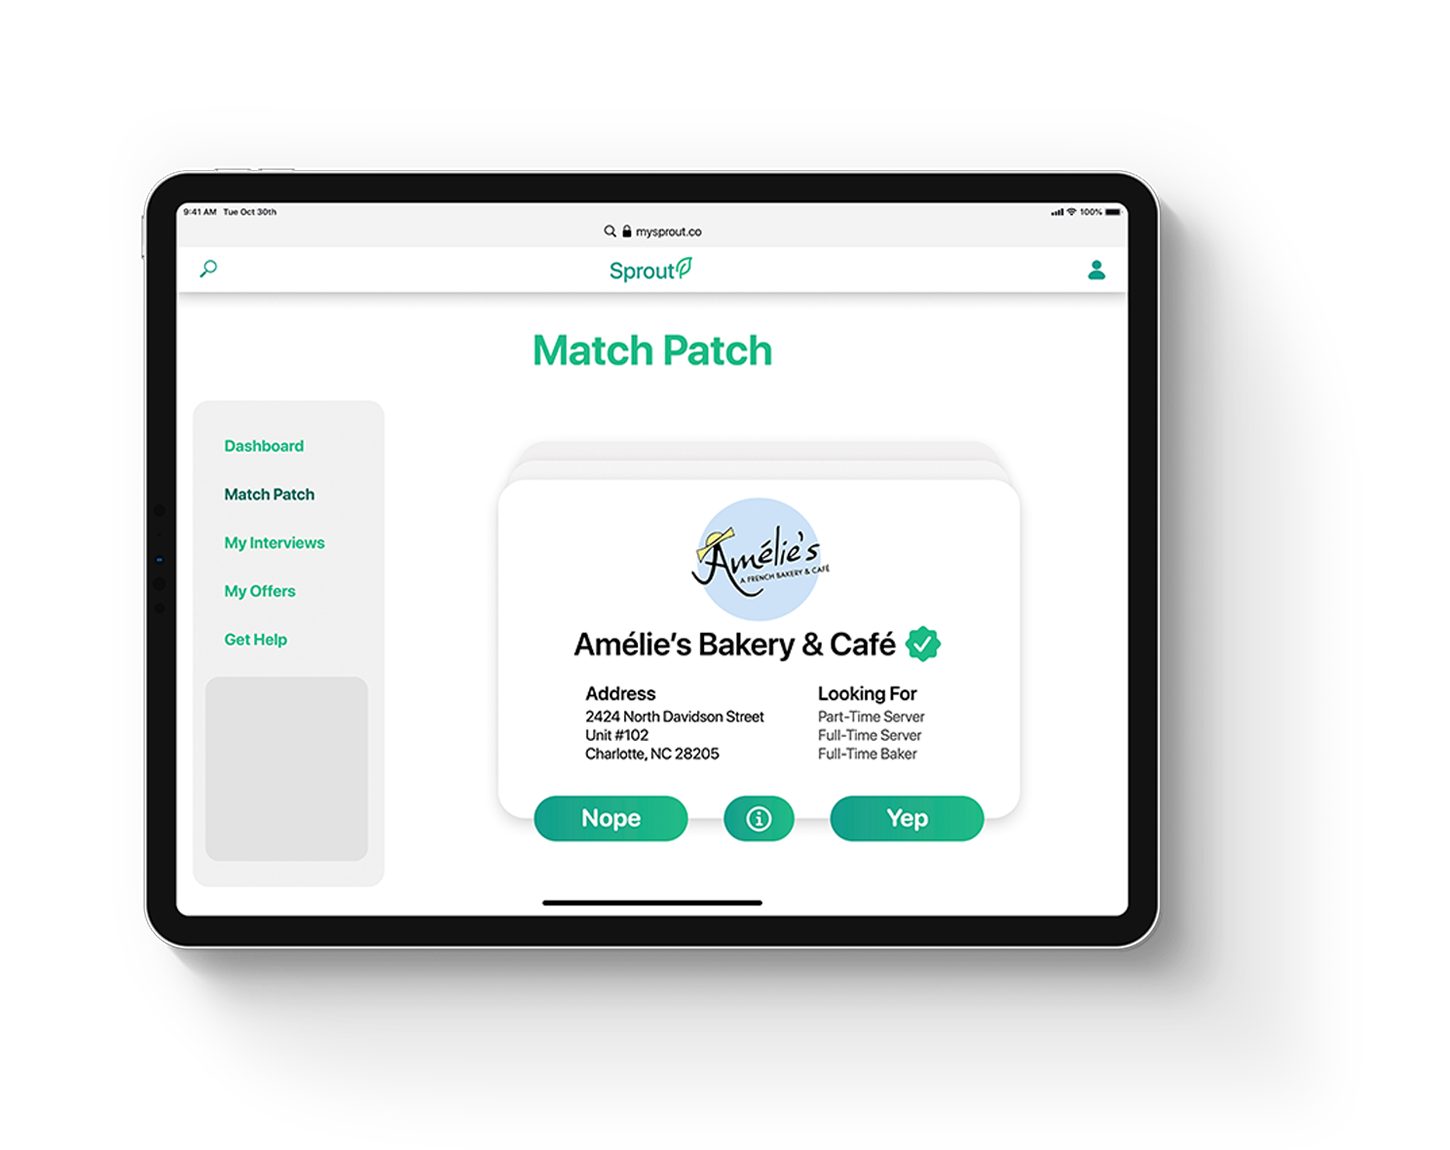 9:41 AM Tue Oct 30th
100%
mysprout.co
Sprout
Match Patch
Dashboard
Match Patch
My Interviews
My Offers
Get Help
Amélie's
A FRENCH BAKERY & CAFÉ
Amélie’s Bakery & Café
Address
2424 North Davidson Street
Unit #102
Charlotte, NC 28205
Looking For
Part-Time Server
Full-Time Server
Full-Time Baker
Nope
Yep